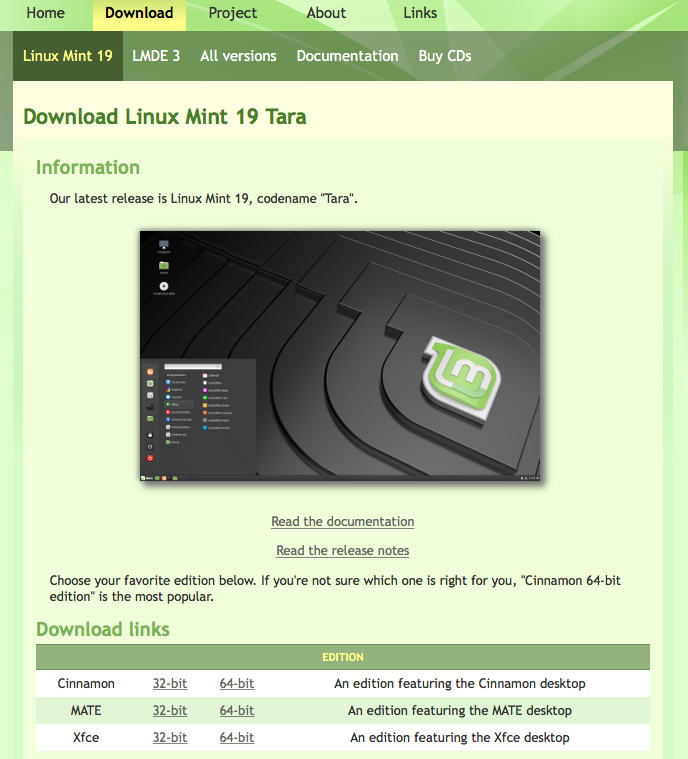 Home Download Project About Links
Linux Mint 19 LMDE 3 All versions Documentation Buy CDs
Download Linux Mint 19 Tara
Information
Our latest release is Linux Mint 19, codename "Tara".
Read the documentation
Read the release notes
Choose your favorite edition below. If you're not sure which one is right for you, "Cinnamon 64-bit
edition" is the most popular.
Download links
EDITION
Cinnamon 32-bit 64-bit An edition featuring the Cinnamon desktop
MATE 32-bit 64-bit An edition featuring the MATE desktop
Xfce 32-bit 64-bit An edition featuring the Xfce desktop